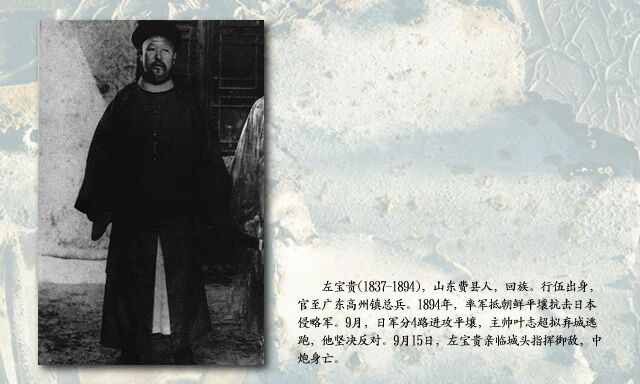 左宝贵(1837-1894)，山东费县人，回族。行伍出身，
官至广东高州镇总兵。1894年，率军抵朝鲜平壤抗击日本
侵略军。9月，日军分4路进攻平壤，主帅叶志超拟弃城逃
跑，他坚决反对。9月15日，左宝贵亲临城头指挥御敌，中
炮身亡。